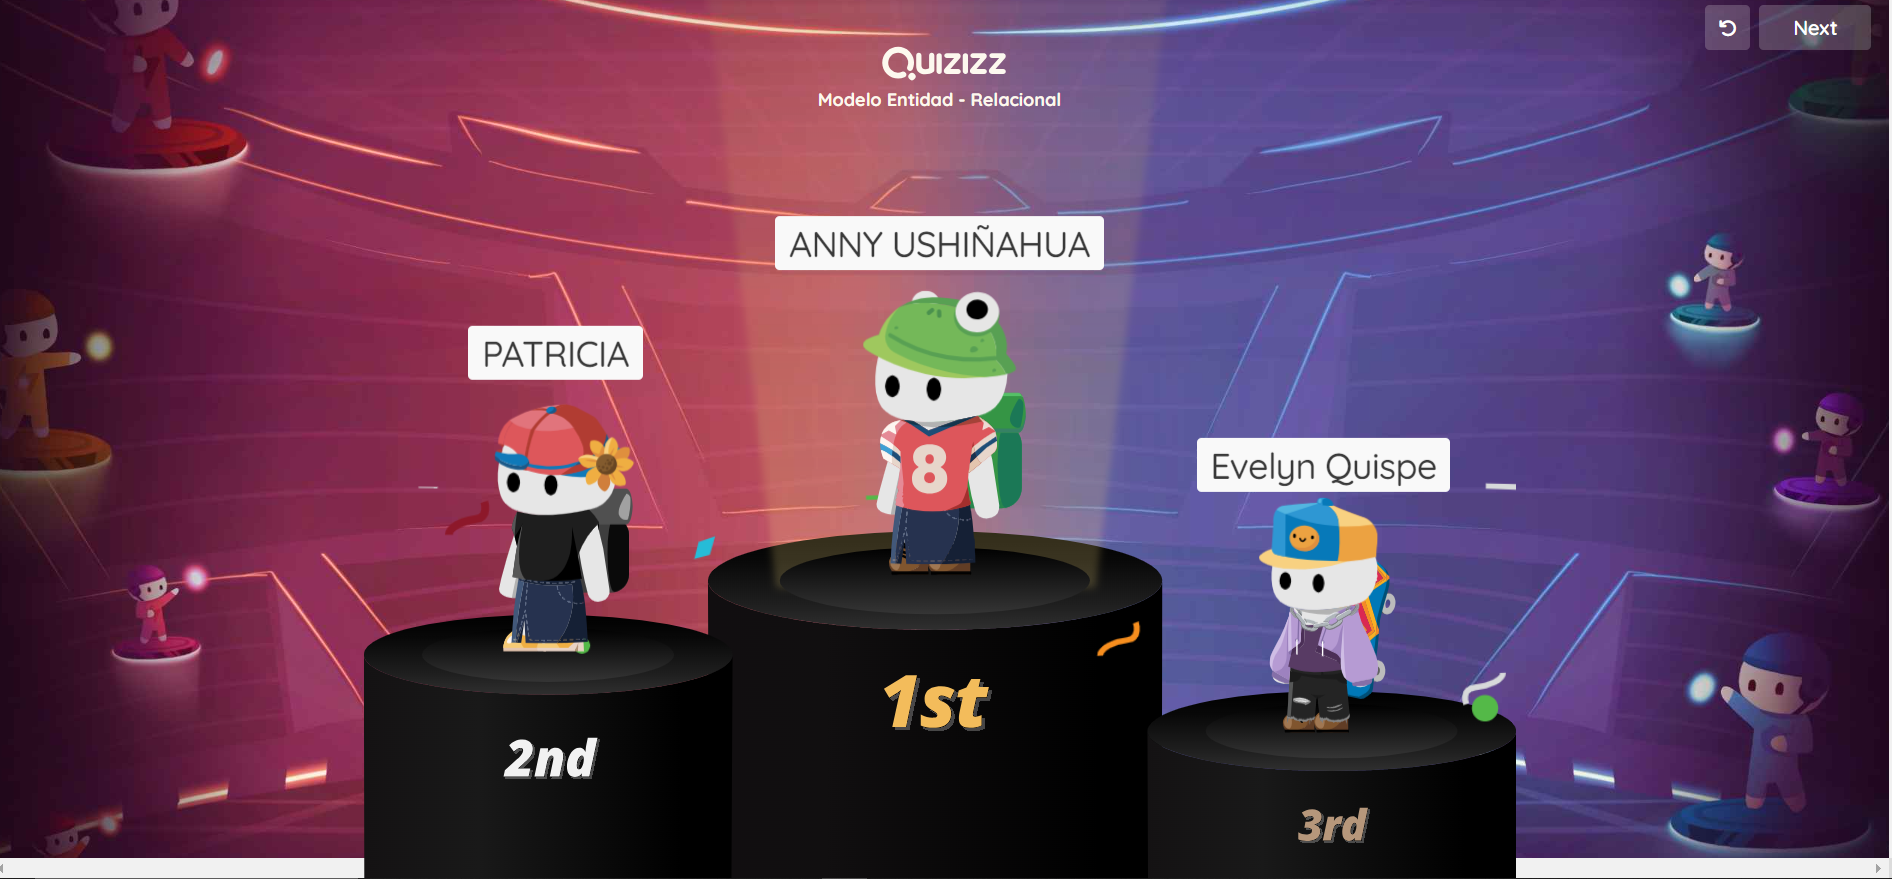 Next
QUIZIZZ
Modelo Entidad - Relacional
ANNY USHIÑAHUA
PATRICIA
Evelyn Quispe
8
1st
2nd
3rd